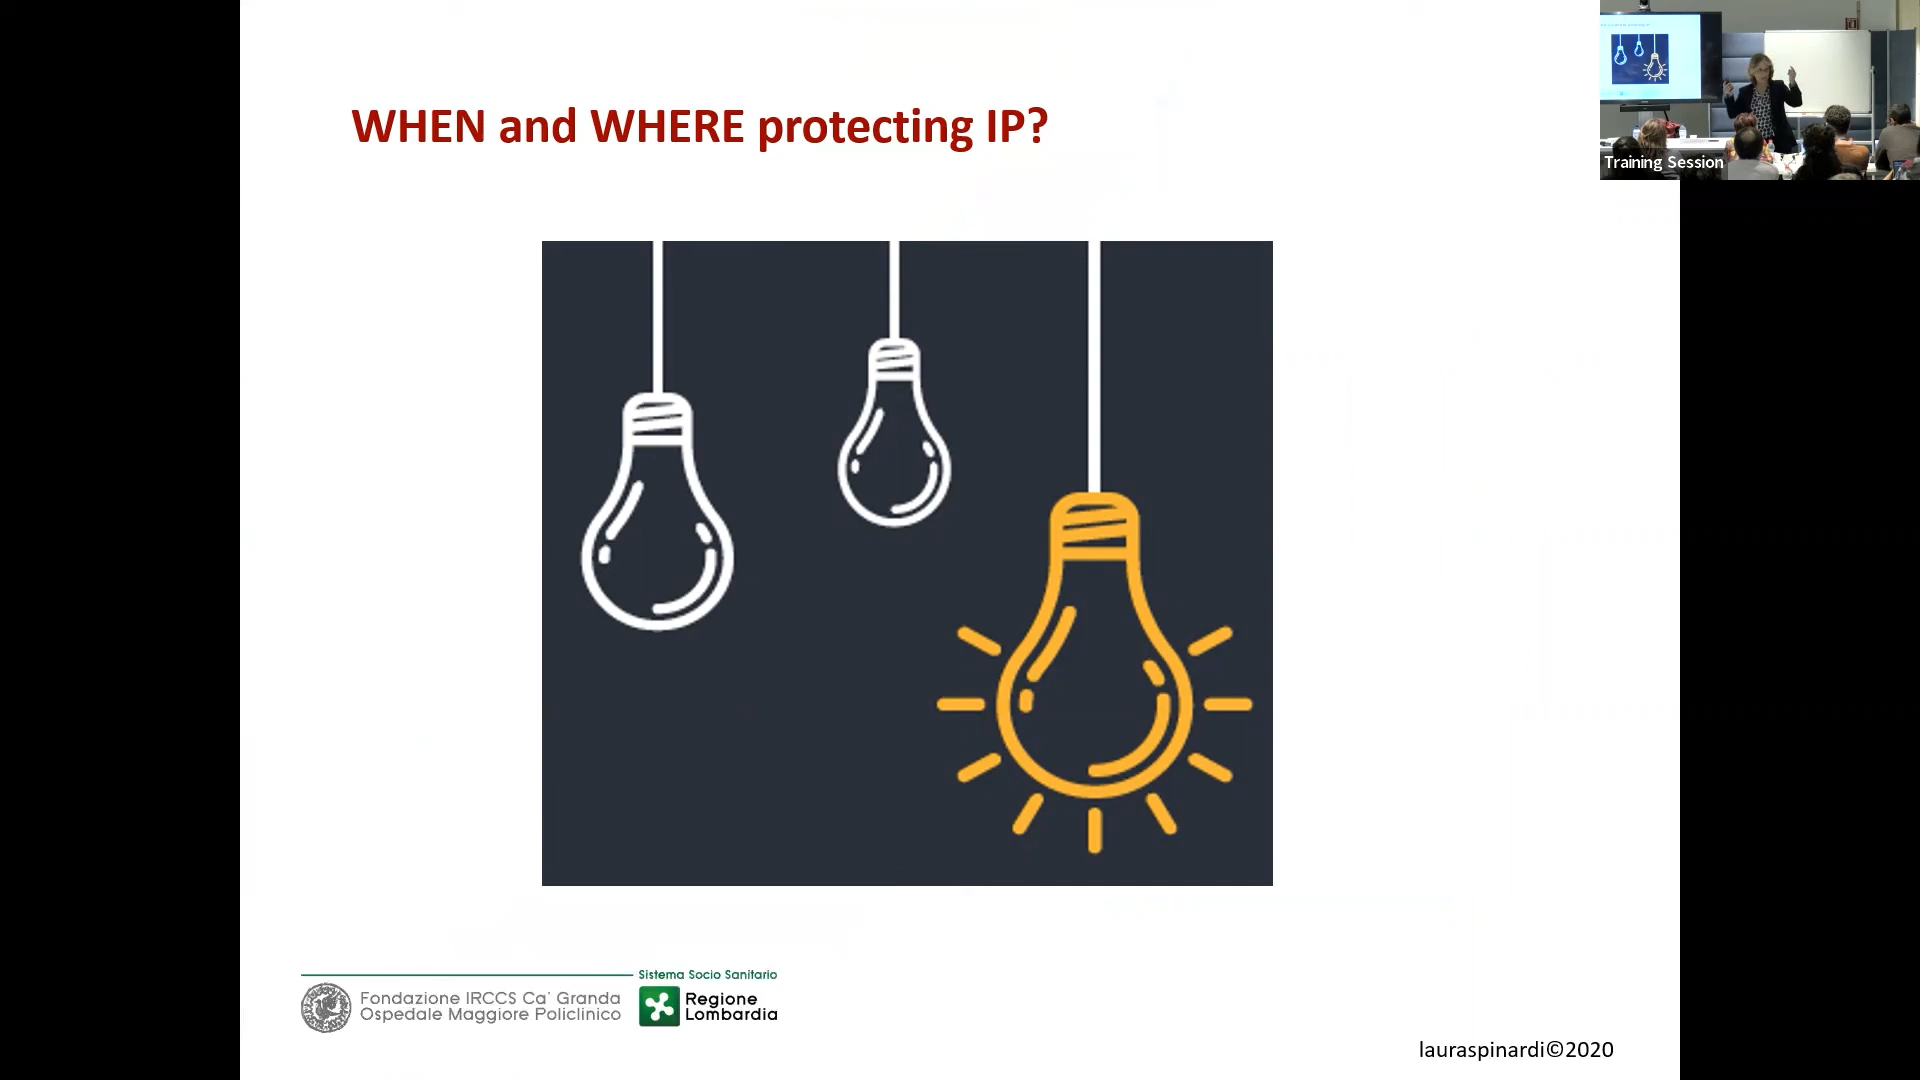 WHEN and WHERE protecting IP?
Training Session
Sistema Socio Sanitario
Fondazione IRCCS Ca' Granda
Ospedale Maggiore Policlinico
Regione
Lombardia
lauraspinardi©2020